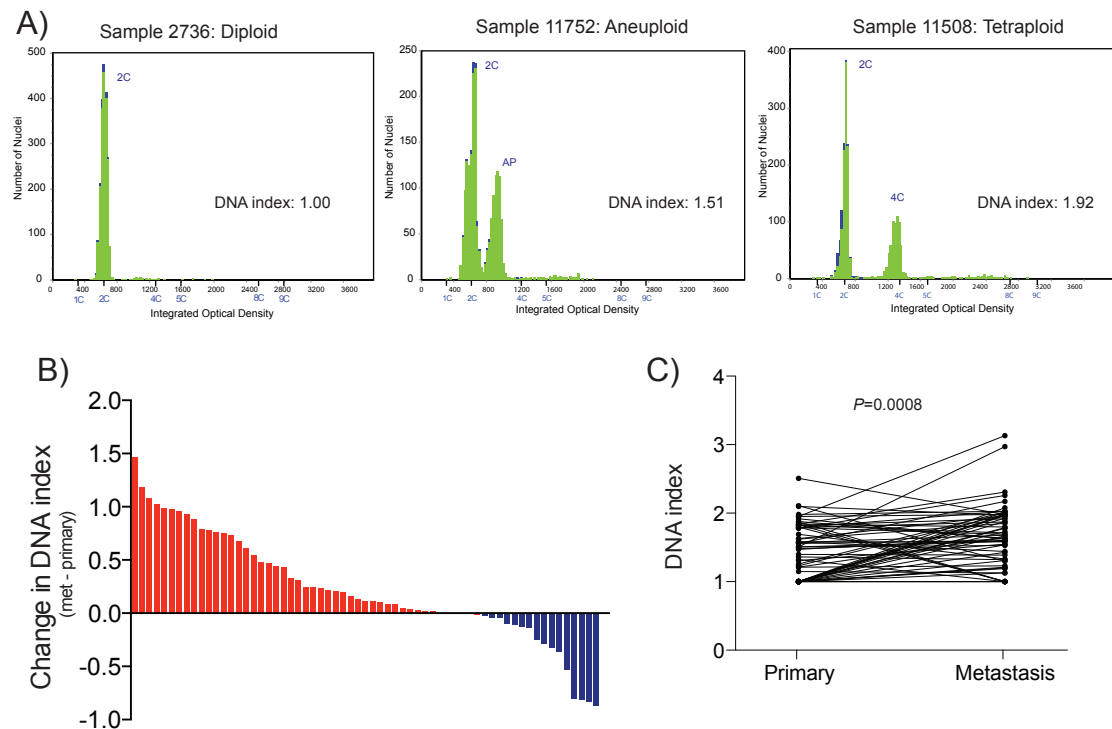 A)
Sample 2736: Diploid
500
400
300
200
100
0
Number of Nuclei
2C
DNA index: 1.00
0 400 800 1200 1600 2000 2400 2800 3200 3600
1C 2C 4C 5C 8C 9C
Integrated Optical Density
Sample 11752: Aneuploid
250
200
150
100
50
0
Number of Nuclei
2C
AP
DNA index: 1.51
0 400 800 1200 1600 2000 2400 2800 3200 3600
1C 2C 4C 5C 8C 9C
Integrated Optical Density
Sample 11508: Tetraploid
400
300
200
100
0
Number of Nuclei
2C
4C
DNA index: 1.92
0 400 800 1200 1600 2000 2400 2800 3200 3600
1C 2C 4C 5C 8C 9C
Integrated Optical Density
B)
2.0
1.5
1.0
0.5
0.0
-0.5
-1.0
Change in DNA index
(met - primary)
C)
4
3
2
1
0
DNA index
P=0.0008
Primary Metastasis